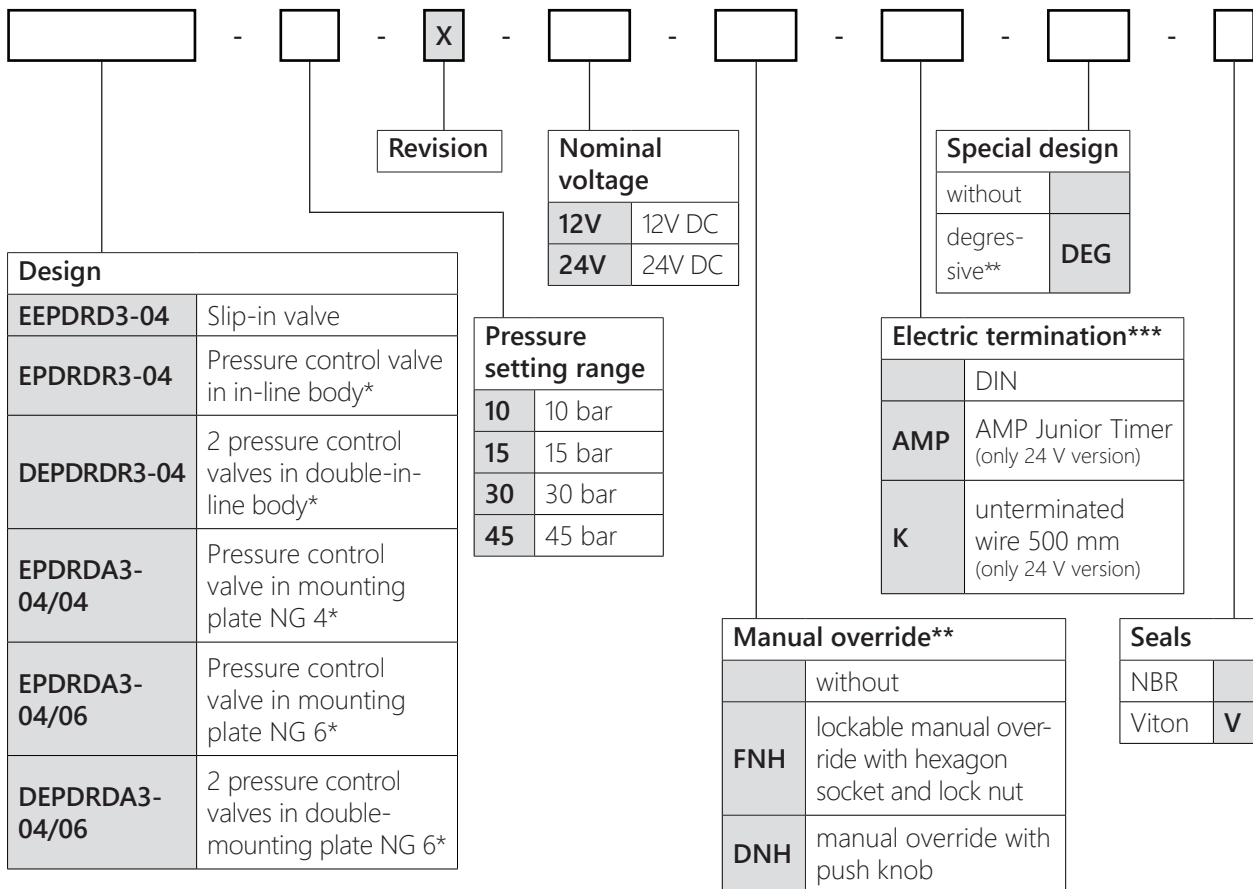 - - X - - - - -
Revision
Nominal
voltage
12V 12V DC
24V 24V DC
Special design
without
degres-
sive** DEG
Design
EEPDRD3-04 Slip-in valve
EPDRDR3-04 Pressure control valve
in in-line body*
DEPDRDR3-04 2 pressure control
valves in double-in-
line body*
EPDRDA3-
04/04 Pressure control
valve in mounting
plate NG 4*
EPDRDA3-
04/06 Pressure control
valve in mounting
plate NG 6*
DEPDRDA3-
04/06 2 pressure control
valves in double-
mounting plate NG 6*
Pressure
setting range
10 10 bar
15 15 bar
30 30 bar
45 45 bar
Electric termination***
DIN
AMP AMP Junior Timer
(only 24 V version)
K unterminated
wire 500 mm
(only 24 V version)
Manual override**
without
FNH lockable manual over-
ride with hexagon
socket and lock nut
DNH manual override with
push knob
Seals
NBR
Viton V